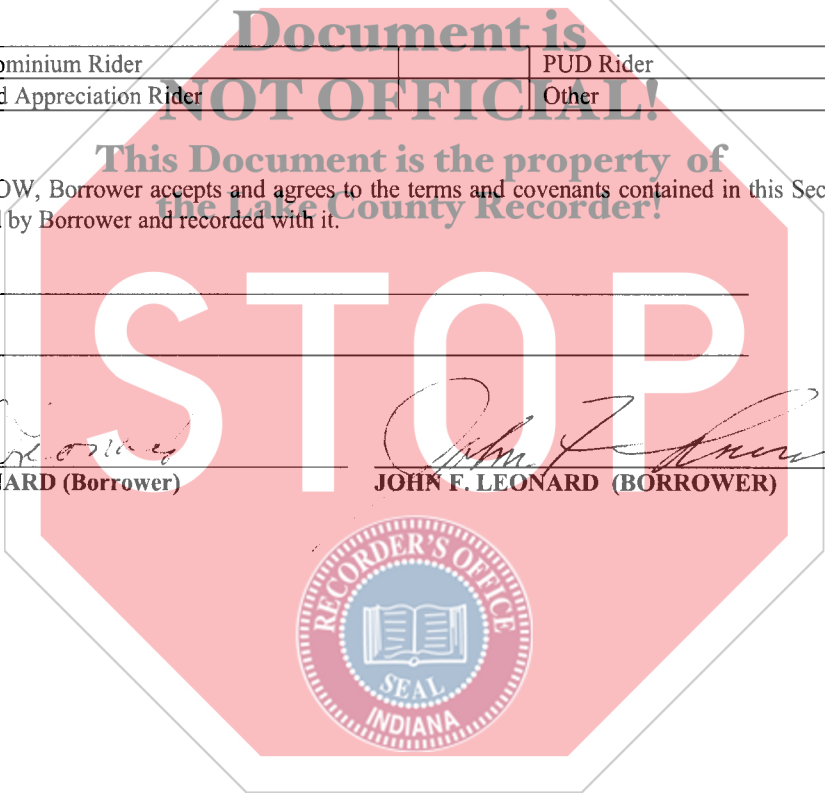 Document is
ominium Rider PUD Rider
d Appreciation Rider Other
NOT OFFICIAL!
This Document is the property of
OW, Borrower accepts and agrees to the terms and covenants contained in this Sec
the Lake County Recorder!
l by Borrower and recorded with it.
STOP
John F
NARD (Borrower) JOHN F. LEONARD (BORROWER)
RECORDER'S OFFICE
SEAL
INDIANA